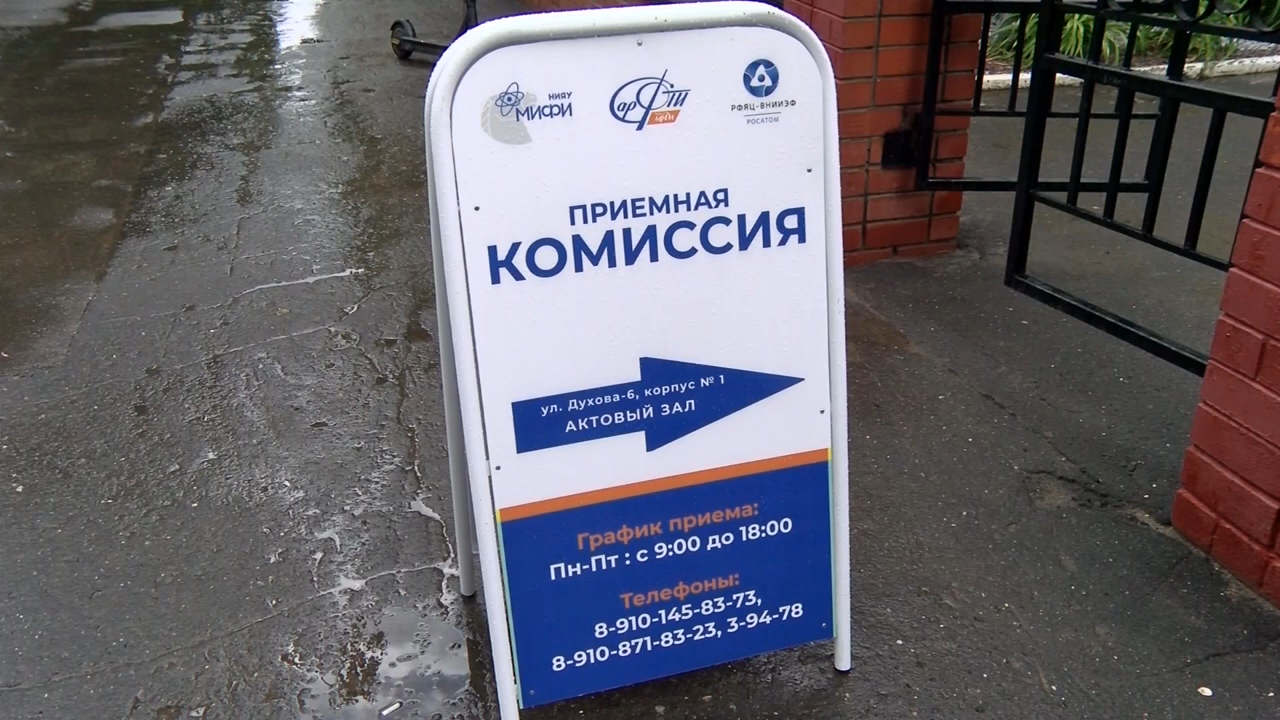 НИЯУ
МИФИ
сарФти
РФЯЦ-ВНИИЭФ
РОСАТОМ
ПРИЕМНАЯ
КОМИССИЯ
ул. Духова-6, корпус № 1
АКТОВЫЙ ЗАЛ
График приема:
Пн-Пт : с 9:00 до 18:00
Телефоны:
8-910-145-83-73,
8-910-871-83-23, 3-94-78